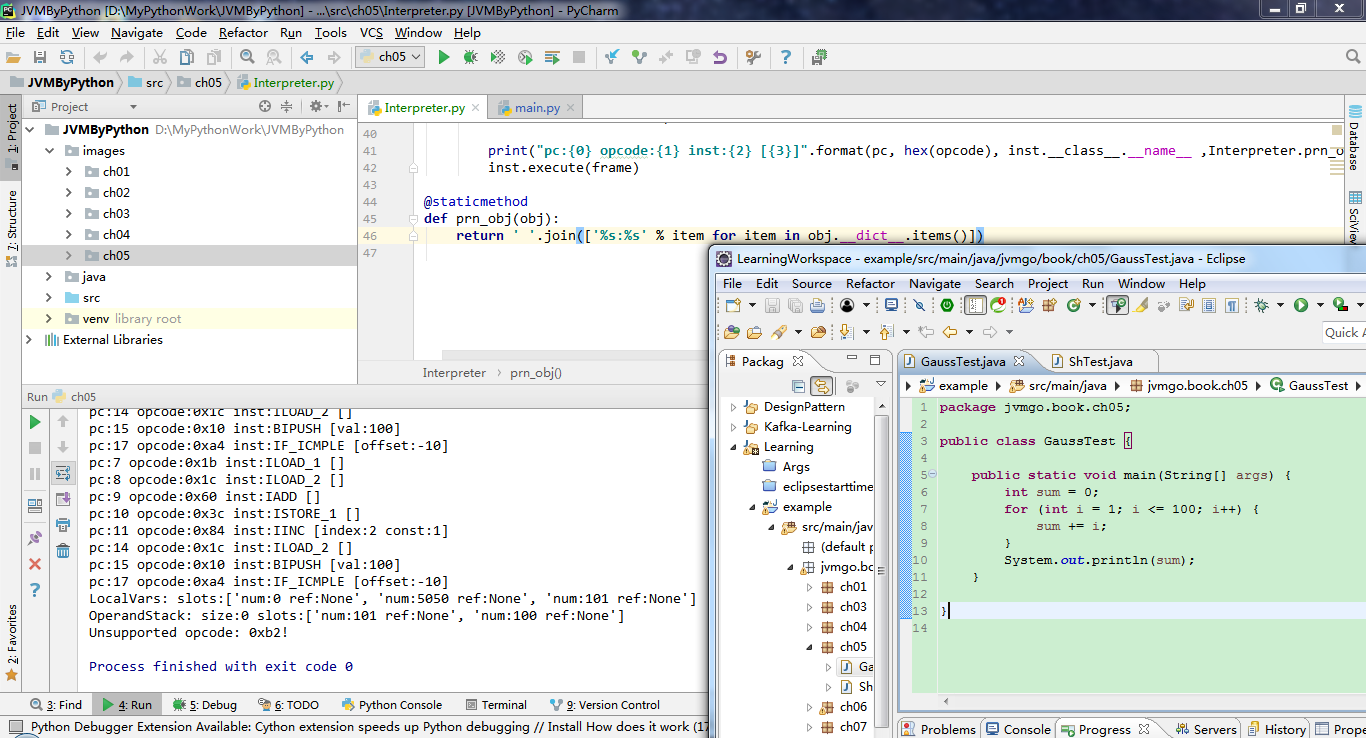 JVMByPython [D:\MyPythonWork\JVMByPython] - ...\src\ch05\Interpreter.py [JVMByPython] - PyCharm
File Edit View Navigate Code Refactor Run Tools VCS Window Help
ch05
JVMByPython src ch05 Interpreter.py
Project
Interpreter.py main.py
1: Project
7: Structure
2: Favorites
Database
SciView
JVMByPython D:\MyPythonWork\JVMByPython
images
ch01
ch02
ch03
ch04
ch05
java
src
venv library root
External Libraries
40
41 print("pc:{0} opcode:{1} inst:{2} [{3}]".format(pc, hex(opcode), inst.__class__.__name__ ,Interpreter.prn_o
42 inst.execute(frame)
43
44 @staticmethod
45 def prn_obj(obj):
46 return ' '.join(['%s:%s' % item for item in obj.__dict__.items()])
47
Interpreter prn_obj()
Run ch05
pc:14 opcode:0x1c inst:ILOAD_2 []
pc:15 opcode:0x10 inst:BIPUSH [val:100]
pc:17 opcode:0xa4 inst:IF_ICMPLE [offset:-10]
pc:7 opcode:0x1b inst:ILOAD_1 []
pc:8 opcode:0x1c inst:ILOAD_2 []
pc:9 opcode:0x60 inst:IADD []
pc:10 opcode:0x3c inst:ISTORE_1 []
pc:11 opcode:0x84 inst:IINC [index:2 const:1]
pc:14 opcode:0x1c inst:ILOAD_2 []
pc:15 opcode:0x10 inst:BIPUSH [val:100]
pc:17 opcode:0xa4 inst:IF_ICMPLE [offset:-10]
LocalVars: slots:['num:0 ref:None', 'num:5050 ref:None', 'num:101 ref:None']
OperandStack: size:0 slots:['num:101 ref:None', 'num:100 ref:None']
Unsupported opcode: 0xb2!
Process finished with exit code 0
3: Find 4: Run 5: Debug 6: TODO Python Console Terminal 9: Version Control
Python Debugger Extension Available: Cython extension speeds up Python debugging // Install How does it work (17
LearningWorkspace - example/src/main/java/jvmgo/book/ch05/GaussTest.java - Eclipse
File Edit Source Refactor Navigate Search Project Run Window Help
Quick A
Packag
DesignPattern
Kafka-Learning
Learning
Args
eclipsestarttime
example
src/main/jav
(default p
jvmgo.bo
ch01
ch03
ch04
ch05
Ga
Sh
ch06
ch07
GaussTest.java ShTest.java
example src/main/java jvmgo.book.ch05 GaussTest
1 package jvmgo.book.ch05;
2
3 public class GaussTest {
4
5 public static void main(String[] args) {
6 int sum = 0;
7 for (int i = 1; i <= 100; i++) {
8 sum += i;
9 }
10 System.out.println(sum);
11 }
12
13 }
14
Problems Console Progress Servers History Prope